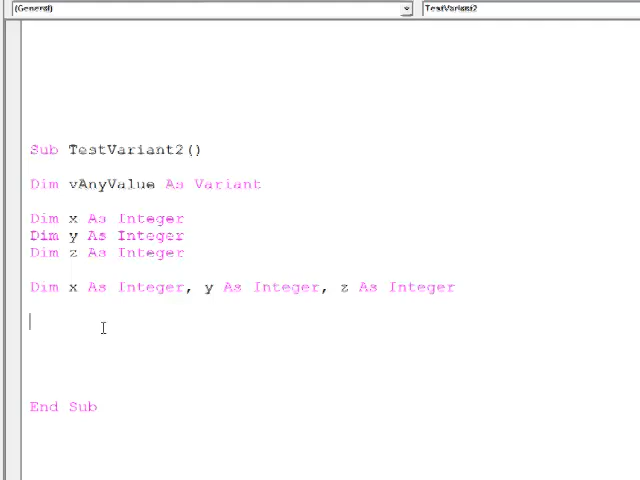 (General)
TestVariant2
Sub TestVariant2()
Dim vAnyValue As Variant
Dim x As Integer
Dim y As Integer
Dim z As Integer
Dim x As Integer, y As Integer, z As Integer
End Sub